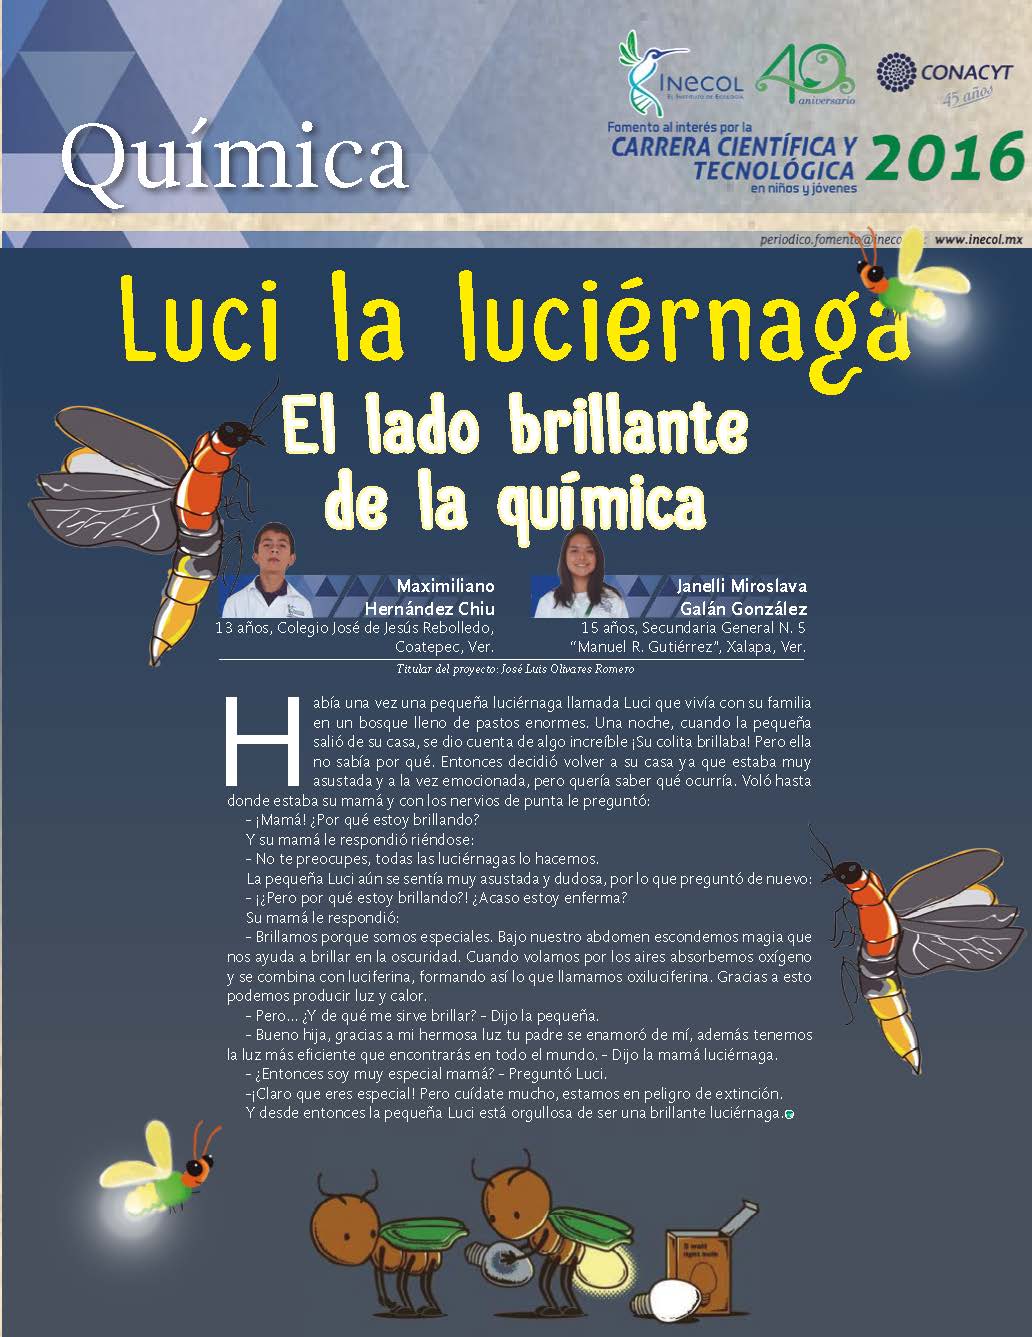 INECOL
EL INSTITUTO DE ECOLOGÍA
40
aniversario
CONACYT
45 años
Fomento al interés por la
CARRERA CIENTÍFICA Y
TECNOLÓGICA
en niños y jóvenes
2016
Química
periodico.fomento@inecol. www.inecol.mx
Luci la luciérnaga
El lado brillante
de la química
Maximiliano
Hernández Chiu
13 años, Colegio José de Jesús Rebolledo,
Coatepec, Ver.
Janelli Miroslava
Galán González
15 años, Secundaria General N. 5
“Manuel R. Gutiérrez”, Xalapa, Ver.
Titular del proyecto: José Luis Olivares Romero
Había una vez una pequeña luciérnaga llamada Luci que vivía con su familia
en un bosque lleno de pastos enormes. Una noche, cuando la pequeña
salió de su casa, se dio cuenta de algo increíble ¡Su colita brillaba! Pero ella
no sabía por qué. Entonces decidió volver a su casa ya que estaba muy
asustada y a la vez emocionada, pero quería saber qué ocurría. Voló hasta
donde estaba su mamá y con los nervios de punta le preguntó:
- ¡Mamá! ¿Por qué estoy brillando?
Y su mamá le respondió riéndose:
- No te preocupes, todas las luciérnagas lo hacemos.
La pequeña Luci aún se sentía muy asustada y dudosa, por lo que preguntó de nuevo:
- ¡¿Pero por qué estoy brillando?! ¿Acaso estoy enferma?
Su mamá le respondió:
- Brillamos porque somos especiales. Bajo nuestro abdomen escondemos magia que
nos ayuda a brillar en la oscuridad. Cuando volamos por los aires absorbemos oxígeno
y se combina con luciferina, formando así lo que llamamos oxiluciferina. Gracias a esto
podemos producir luz y calor.
- Pero... ¿Y de qué me sirve brillar? - Dijo la pequeña.
- Bueno hija, gracias a mi hermosa luz tu padre se enamoró de mí, además tenemos
la luz más eficiente que encontrarás en todo el mundo. - Dijo la mamá luciérnaga.
- ¿Entonces soy muy especial mamá? - Preguntó Luci.
-¡Claro que eres especial! Pero cuídate mucho, estamos en peligro de extinción.
Y desde entonces la pequeña Luci está orgullosa de ser una brillante luciérnaga.
light bulb